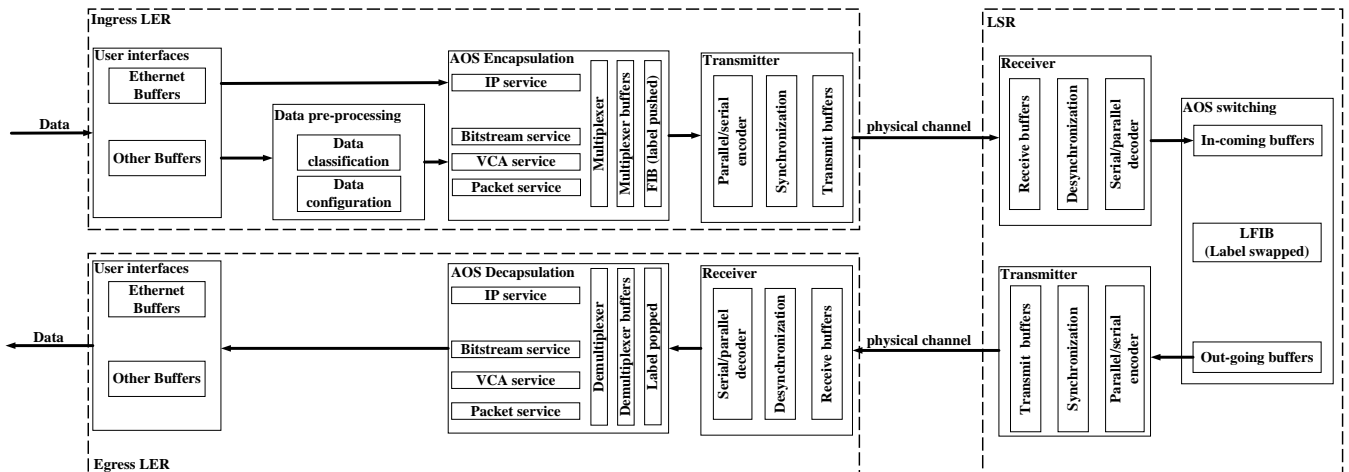 Ingress LER
User interfaces
Ethernet
Buffers
Other Buffers
Data
Data pre-processing
Data
classification
Data
configuration
AOS Encapsulation
IP service
Bitstream service
VCA service
Packet service
Multiplexer
Multiplexer buffers
FIB (label pushed)
Transmitter
Parallel/serial
encoder
Synchronization
Transmit buffers
physical channel
LSR
Receiver
Receive buffers
Desynchronization
Serial/parallel
decoder
AOS switching
In-coming buffers
LFIB
(Label swapped)
Out-going buffers
Transmitter
Transmit buffers
Synchronization
Parallel/serial
encoder
physical channel
Receiver
Serial/parallel
decoder
Desynchronization
Receive buffers
AOS Decapsulation
IP service
Bitstream service
VCA service
Packet service
Demultiplexer
Demultiplexer buffers
Label popped
User interfaces
Ethernet
Buffers
Other Buffers
Data
Egress LER